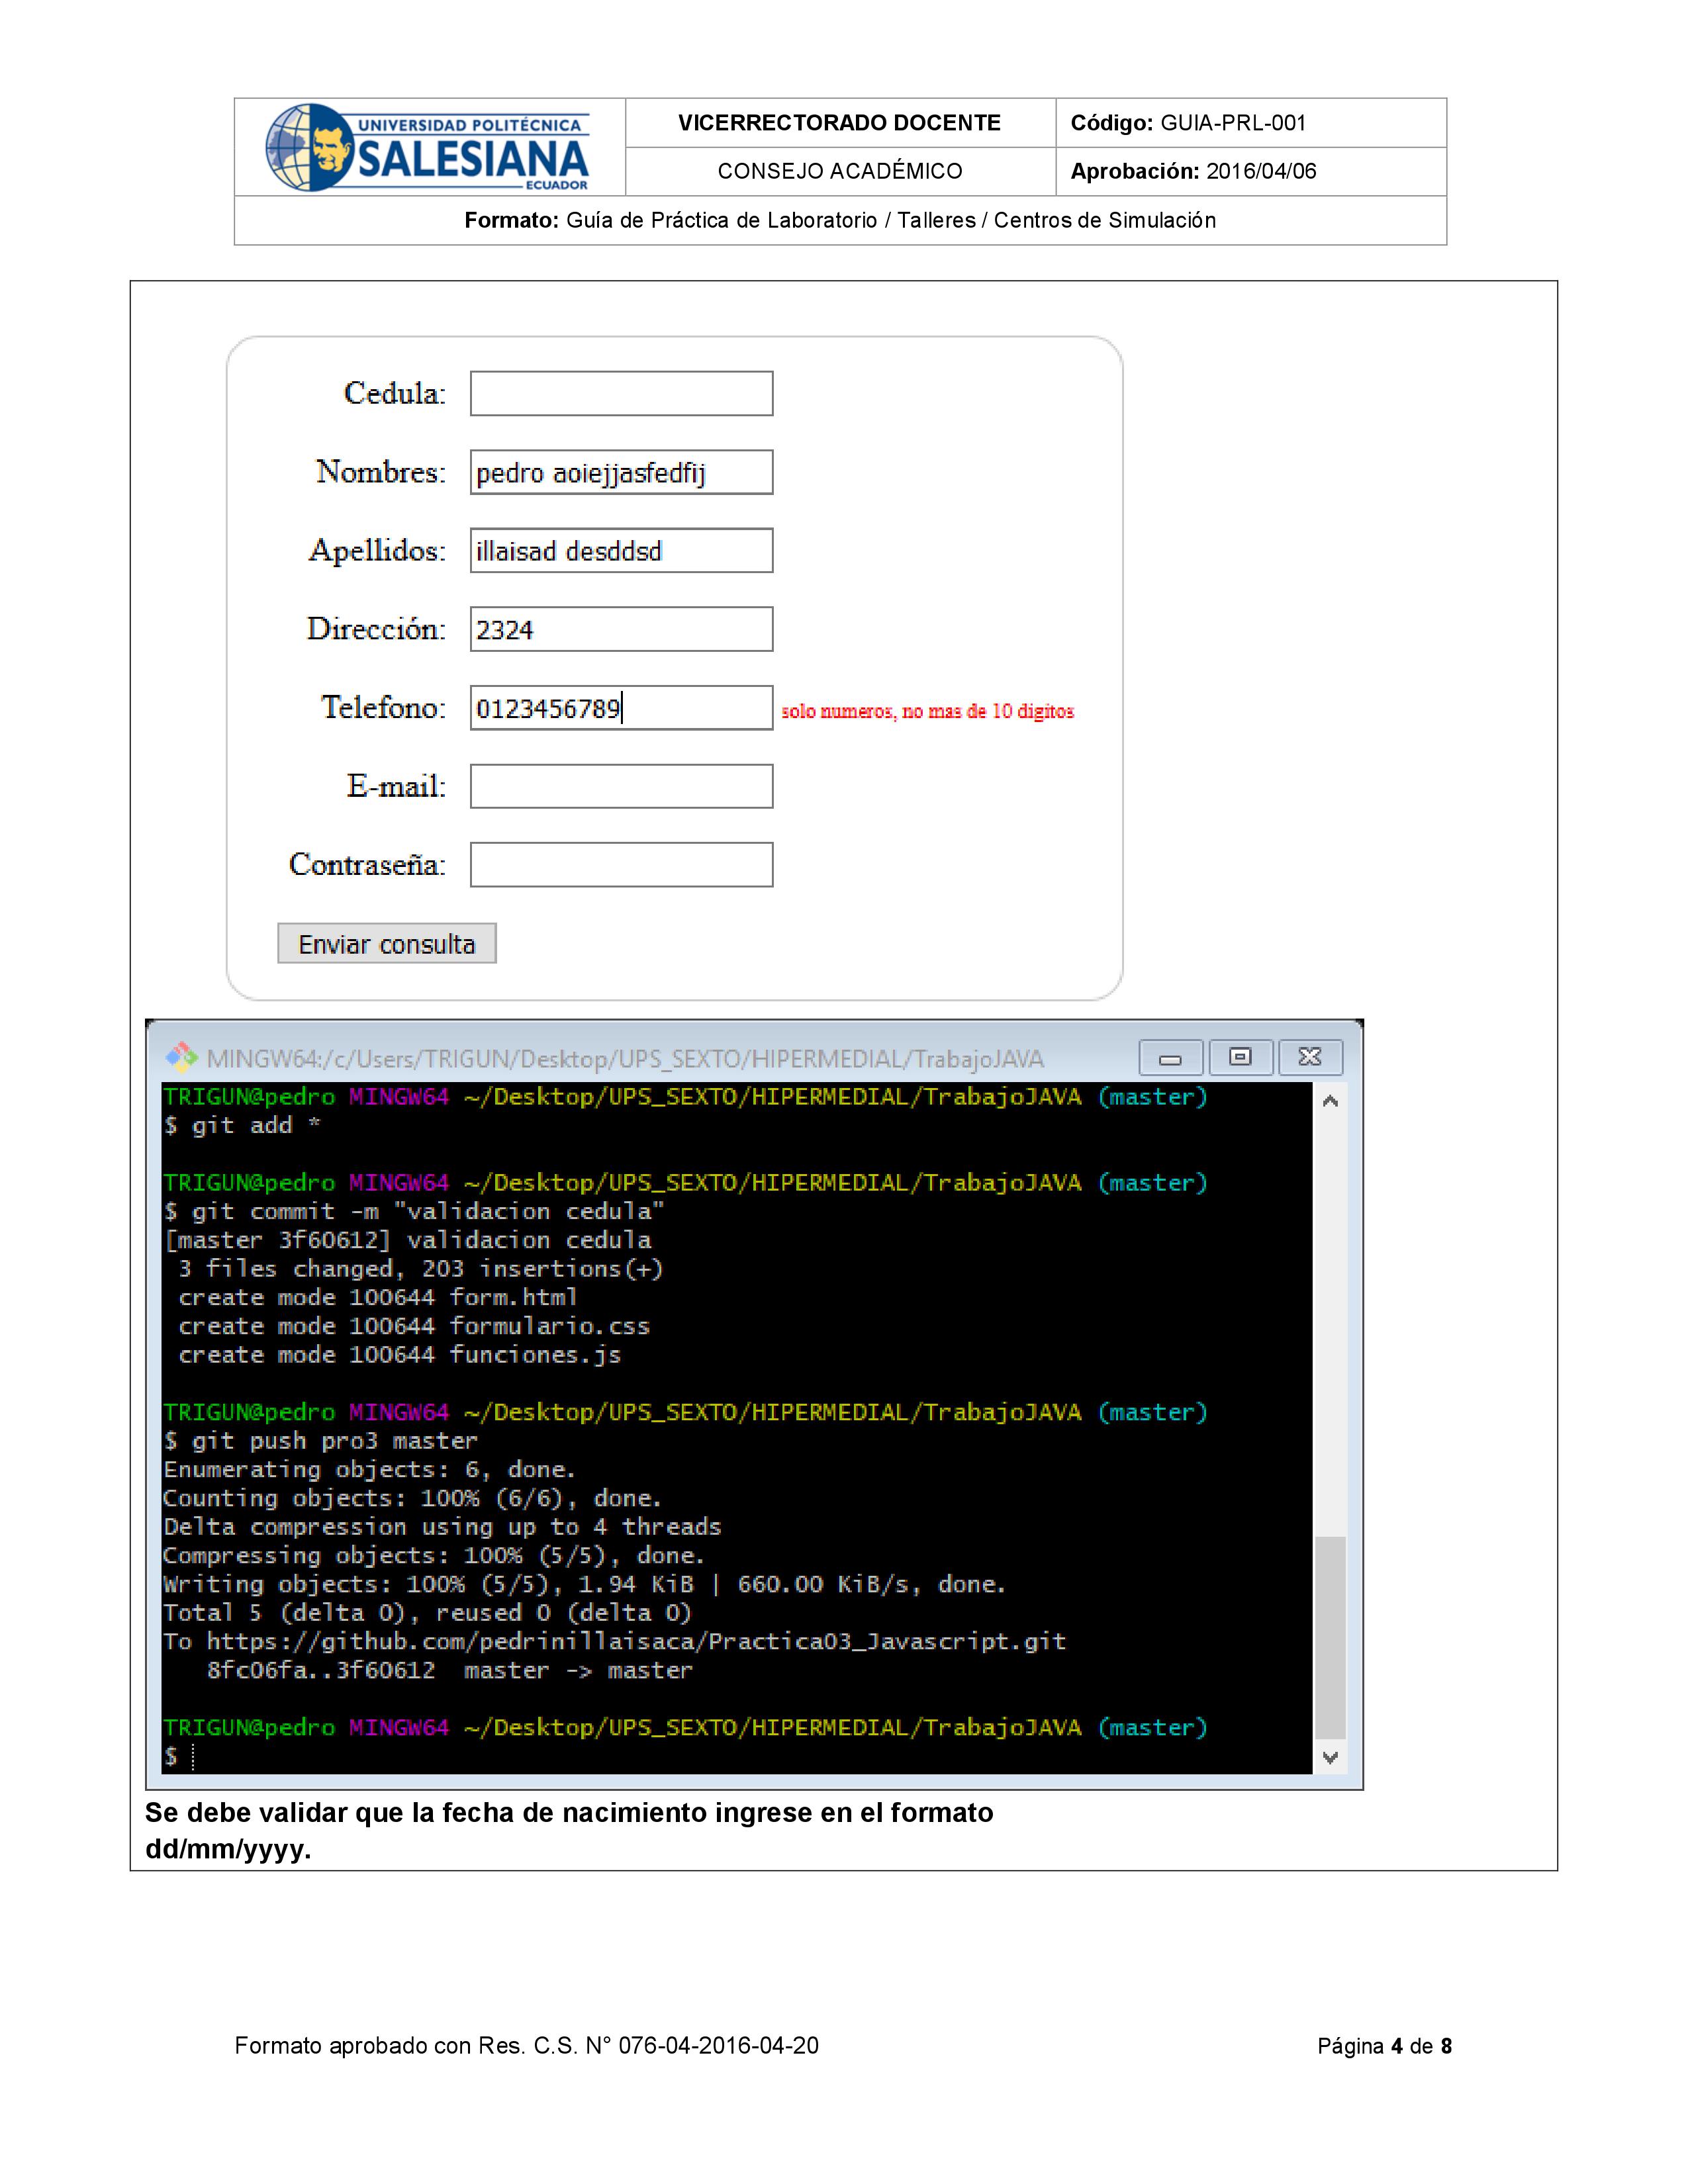 UNIVERSIDAD POLITÉCNICA
SALESIANA
ECUADOR
VICERRECTORADO DOCENTE
Código: GUIA-PRL-001
CONSEJO ACADÉMICO
Aprobación: 2016/04/06
Formato: Guía de Práctica de Laboratorio / Talleres / Centros de Simulación
Cedula:
Nombres: pedro aoiejjasfedfij
Apellidos: illaisad desddsd
Dirección: 2324
Telefono: 0123456789 solo numeros, no mas de 10 digitos
E-mail:
Contraseña:
Enviar consulta
MINGW64:/c/Users/TRIGUN/Desktop/UPS_SEXTO/HIPERMEDIAL/TrabajoJAVA
TRIGUN@pedro MINGW64 ~/Desktop/UPS_SEXTO/HIPERMEDIAL/TrabajoJAVA (master)
$ git add *
TRIGUN@pedro MINGW64 ~/Desktop/UPS_SEXTO/HIPERMEDIAL/TrabajoJAVA (master)
$ git commit -m "validacion cedula"
[master 3f60612] validacion cedula
3 files changed, 203 insertions(+)
create mode 100644 form.html
create mode 100644 formulario.css
create mode 100644 funciones.js
TRIGUN@pedro MINGW64 ~/Desktop/UPS_SEXTO/HIPERMEDIAL/TrabajoJAVA (master)
$ git push pro3 master
Enumerating objects: 6, done.
Counting objects: 100% (6/6), done.
Delta compression using up to 4 threads
Compressing objects: 100% (5/5), done.
Writing objects: 100% (5/5), 1.94 KiB | 660.00 KiB/s, done.
Total 5 (delta 0), reused 0 (delta 0)
To https://github.com/pedrinillaisaca/Practica03_Javascript.git
8fc06fa..3f60612  master -> master
TRIGUN@pedro MINGW64 ~/Desktop/UPS_SEXTO/HIPERMEDIAL/TrabajoJAVA (master)
$
Se debe validar que la fecha de nacimiento ingrese en el formato
dd/mm/yyyy.
Formato aprobado con Res. C.S. N° 076-04-2016-04-20
Página 4 de 8